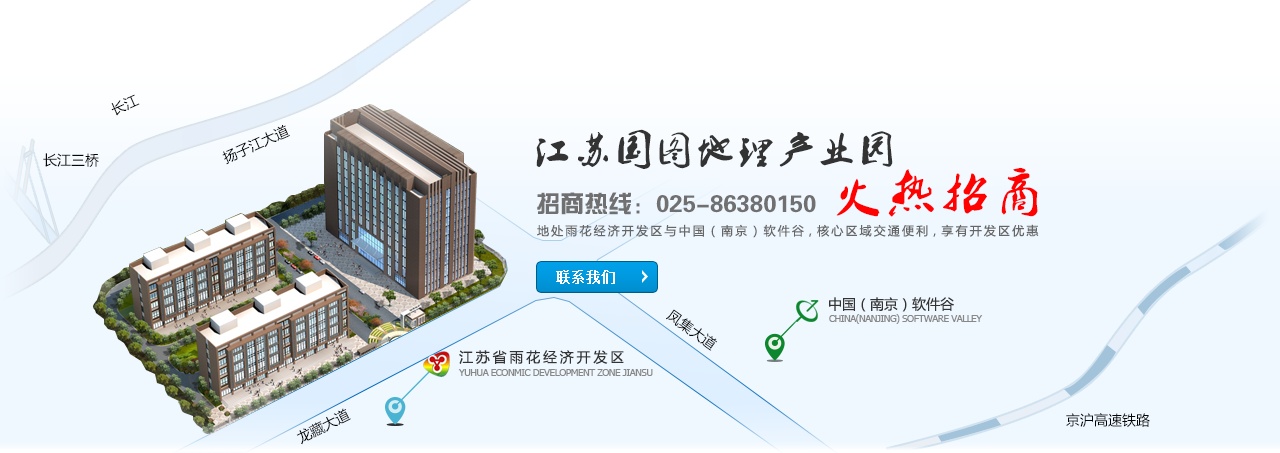 长江
长江三桥
扬子江大道
江苏国图地理产业园
招商热线：025-86380150 火热招商
地处雨花经济开发区与中国（南京）软件谷，核心区域交通便利，享有开发区优惠
联系我们
凤集大道
中国（南京）软件谷
CHINA(NANJING) SOFTWARE VALLEY
江苏省雨花经济开发区
YUHUA ECONMIC DEVELOPMENT ZONE JIANSU
龙藏大道
京沪高速铁路